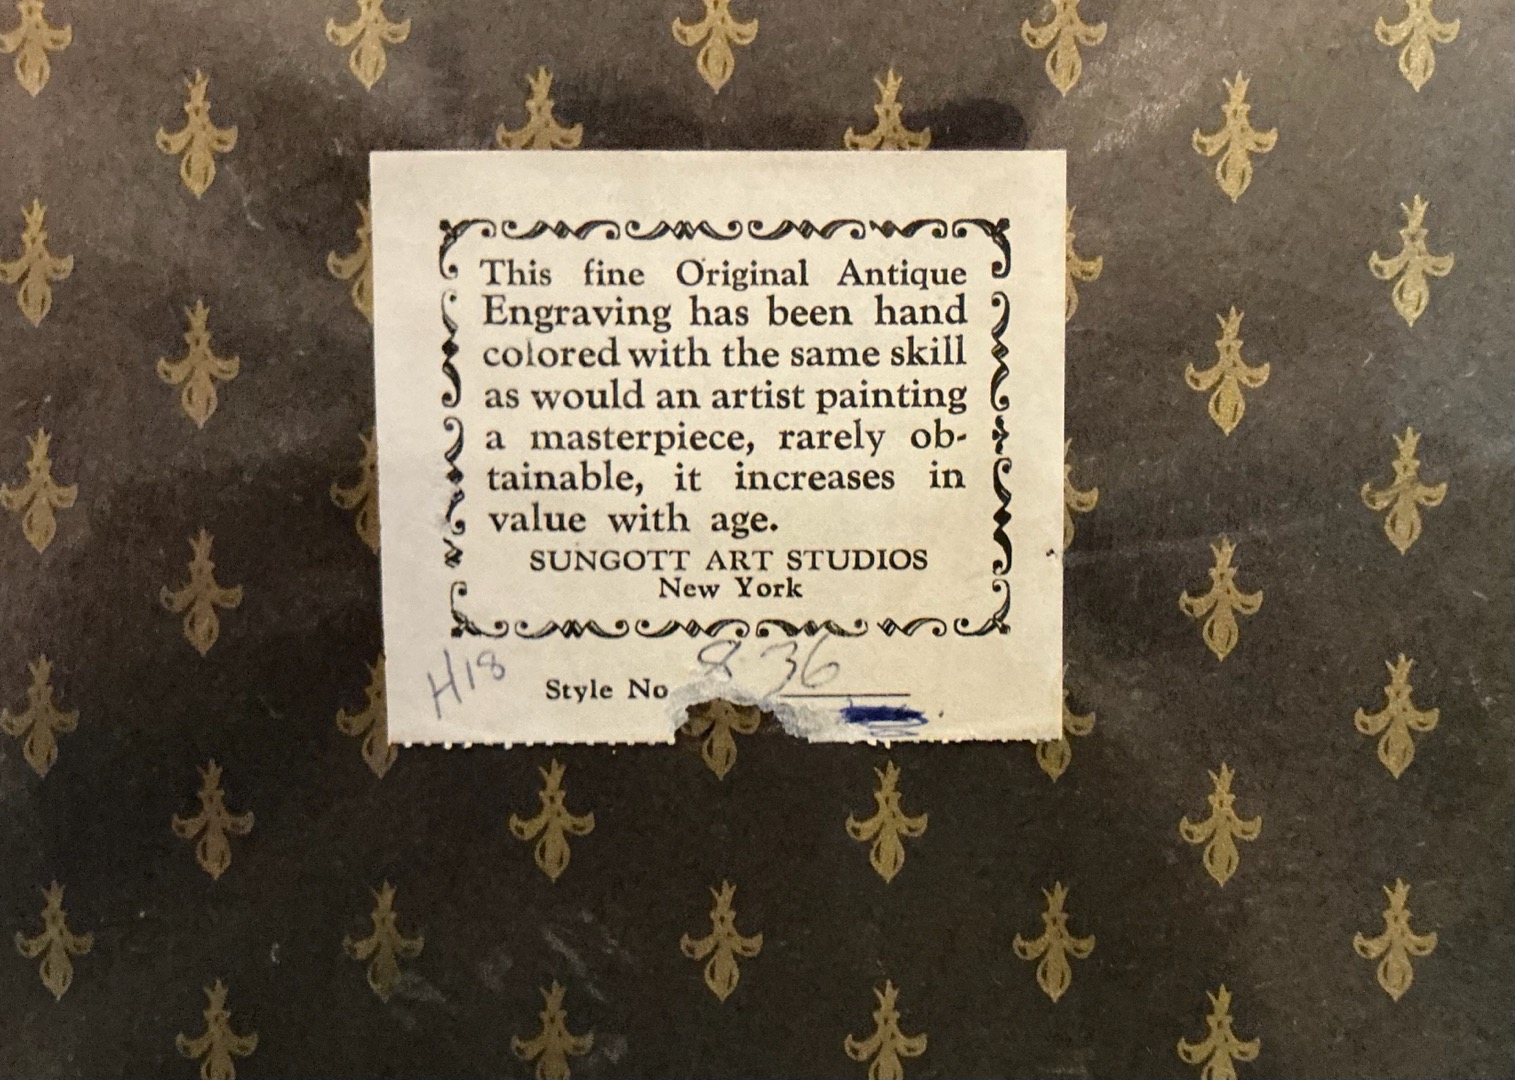 This fine Original Antique
Engraving has been hand
colored with the same skill
as would an artist painting
a masterpiece, rarely ob-
tainable, it increases in
value with age.
SUNGOTT ART STUDIOS
New York
H18
Style No 836